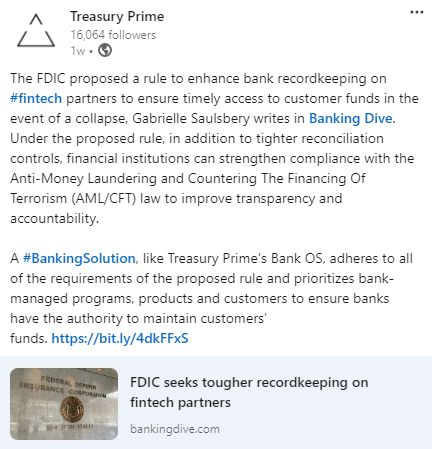 Treasury Prime
16,064 followers
1w •
The FDIC proposed a rule to enhance bank recordkeeping on
#fintech partners to ensure timely access to customer funds in the
event of a collapse, Gabrielle Saulsbery writes in Banking Dive.
Under the proposed rule, in addition to tighter reconciliation
controls, financial institutions can strengthen compliance with the
Anti-Money Laundering and Countering The Financing Of
Terrorism (AML/CFT) law to improve transparency and
accountability.
A #BankingSolution, like Treasury Prime's Bank OS, adheres to all
of the requirements of the proposed rule and prioritizes bank-
managed programs, products and customers to ensure banks
have the authority to maintain customers’
funds. https://bit.ly/4dkFFxS
FEDERAL DEPOSIT
INSURANCE CORPORATION
FDIC seeks tougher recordkeeping on
fintech partners
bankingdive.com